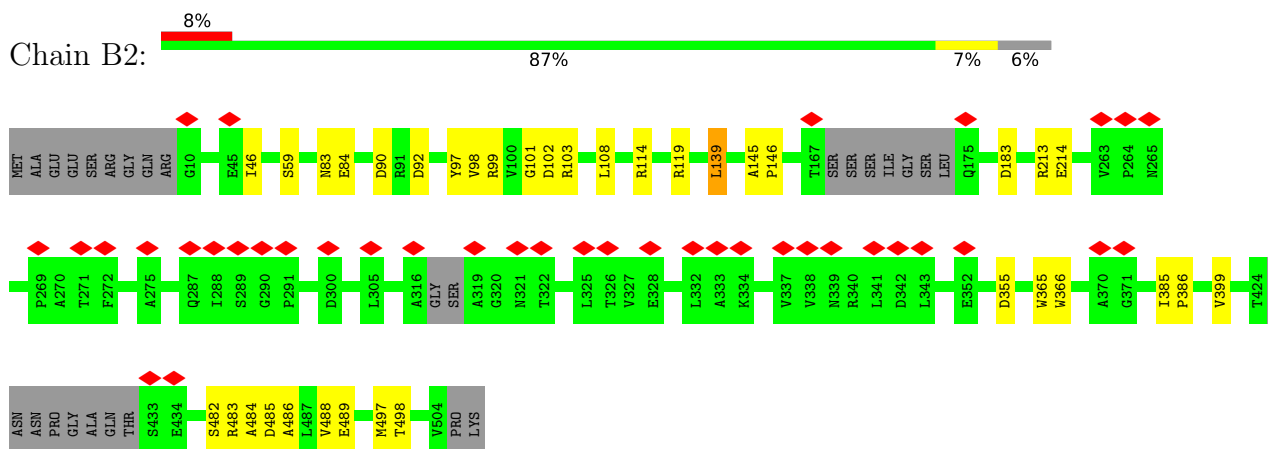 8%
Chain B2:
87% 7% 6%
MET ALA GLU GLU SER ARG GLY GLN ARG G10 E45 I46 S59 N83 E84 D90 R91 D92 Y97 V98 R99 V100 G101 D102 R103 L108 R114 R119 L139 A145 P146 T167 SER SER SER ILE GLY SER LEU Q175 D183 R213 E214 V263 P264 N265
P269 A270 T271 F272 A275 Q287 T288 S289 G290 P291 D300 L305 A316 GLY SER A319 G320 N321 T322 L325 T326 V327 E328 L332 A333 K334 V337 V338 N339 R340 L341 D342 L343 E352 D355 W365 W366 A370 G371 I385 P386 V399 T424
ASN ASN PRO GLY ALA GLN THR S433 E434 S482 R483 A484 D485 A486 L487 V488 E489 M497 T498 V504 PRO LYS